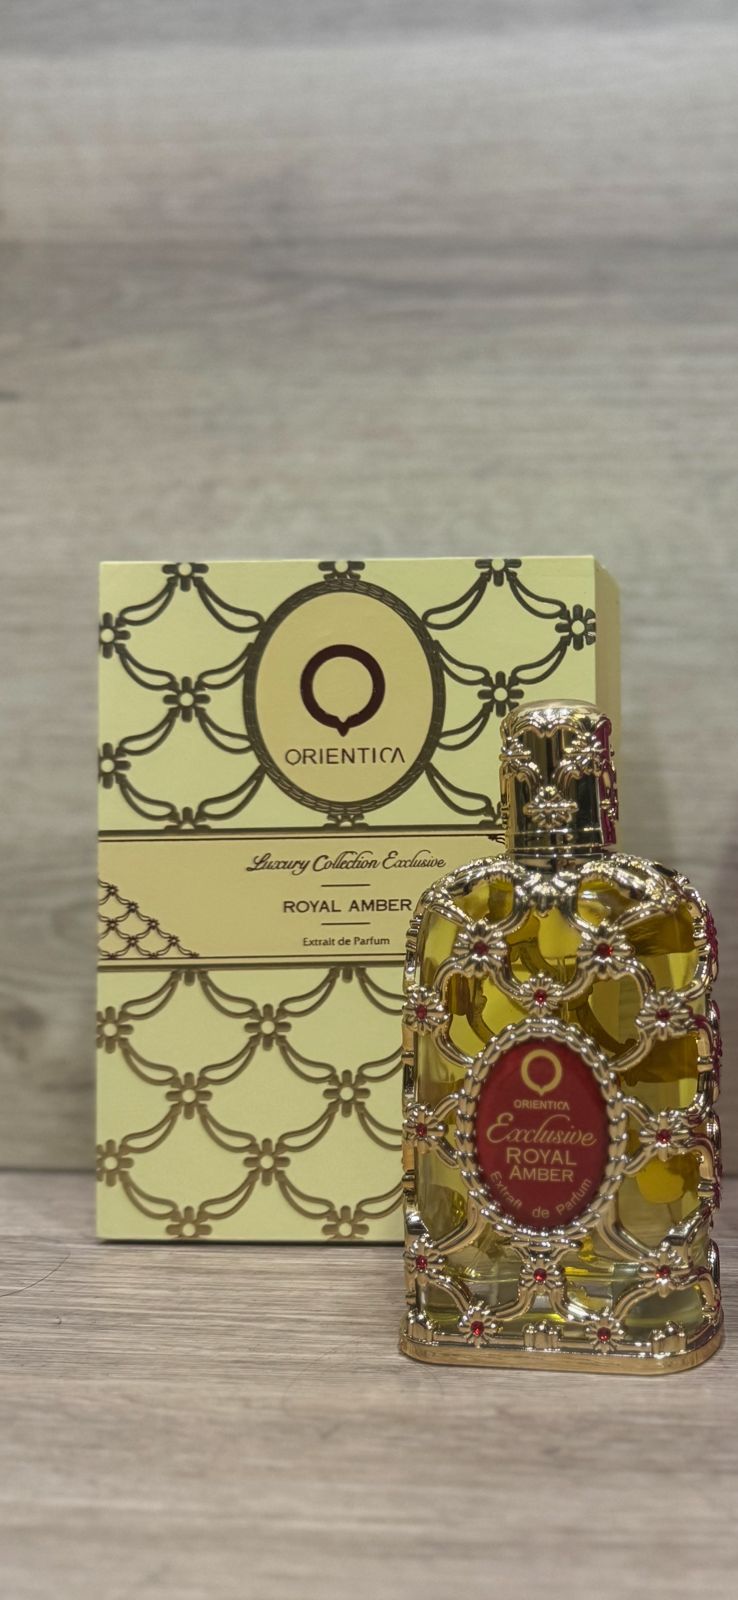 ORIENTICA
Luxury Collection Exclusive
ROYAL AMBER
Extrait de Parfum
ORIENTICA
Exclusive
ROYAL
AMBER
Extrait de Parfum